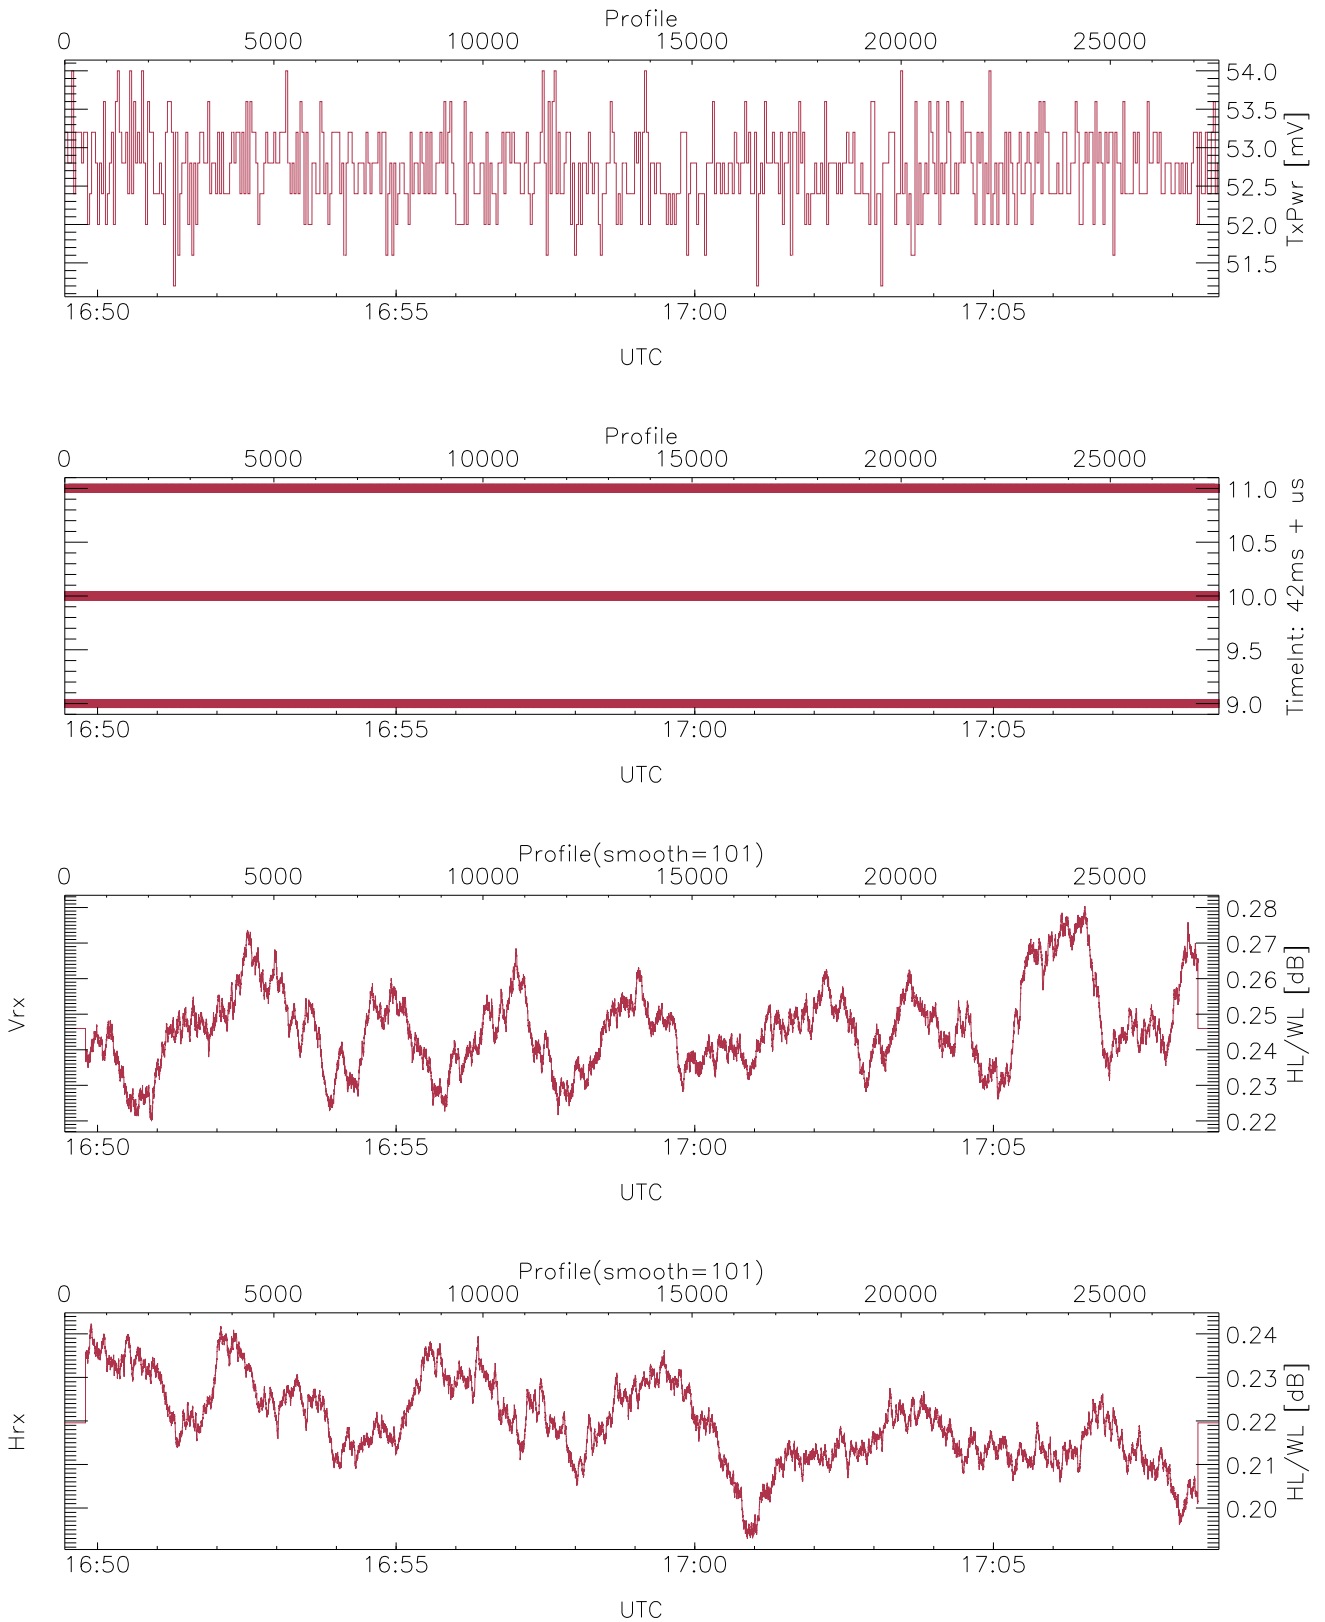 Profile
0 5000 10000 15000 20000 25000
54.0
53.5
53.0
52.5
52.0
51.5
TxPwr [mV]
16:50 16:55 17:00 17:05
UTC
Profile
0 5000 10000 15000 20000 25000
11.0
10.5
10.0
9.5
9.0
TimeInt: 42ms + us
16:50 16:55 17:00 17:05
UTC
Profile(smooth=101)
0 5000 10000 15000 20000 25000
Vrx
0.28
0.27
0.26
0.25
0.24
0.23
0.22
HL/WL [dB]
16:50 16:55 17:00 17:05
UTC
Profile(smooth=101)
0 5000 10000 15000 20000 25000
Hrx
0.24
0.23
0.22
0.21
0.20
HL/WL [dB]
16:50 16:55 17:00 17:05
UTC